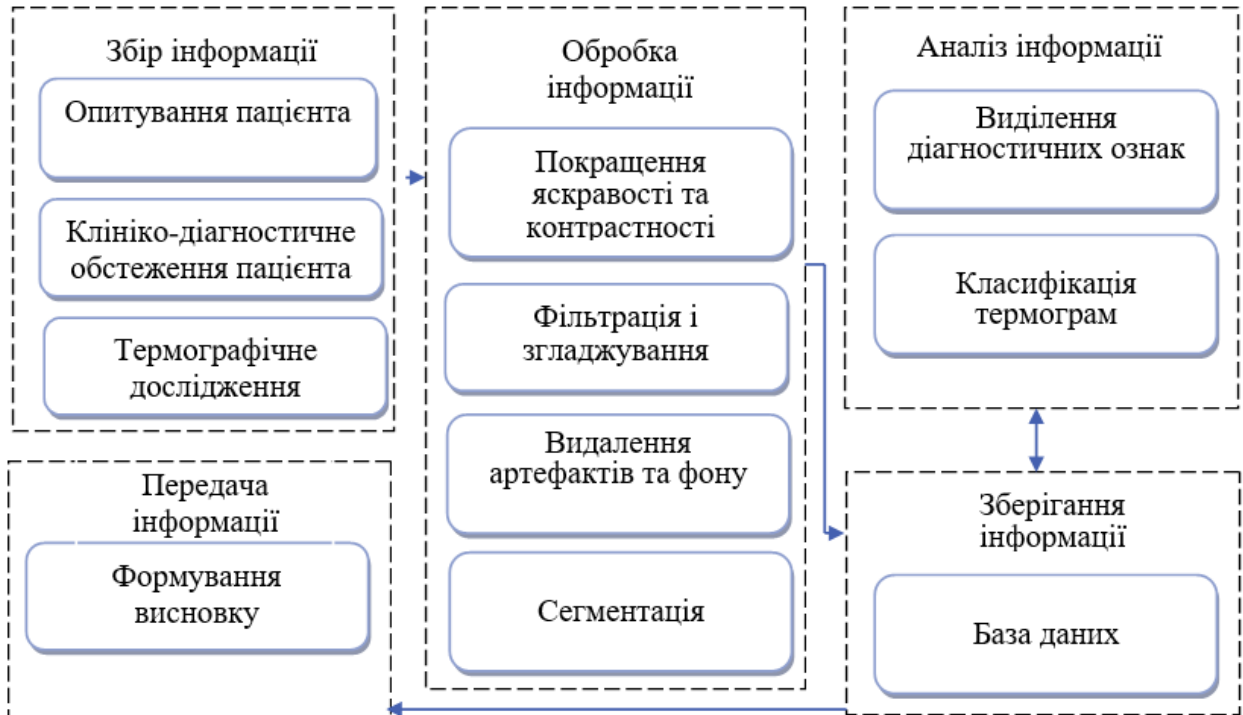 Збір інформації
Опитування пацієнта
Клініко-діагностичне
обстеження пацієнта
Термографічне
дослідження
Обробка
інформації
Покращення
яскравості та
контрастності
Фільтрація і
згладжування
Видалення
артефактів та фону
Сегментація
Аналіз інформації
Виділення
діагностичних ознак
Класифікація
термограм
Зберігання
інформації
База даних
Передача
інформації
Формування
висновку